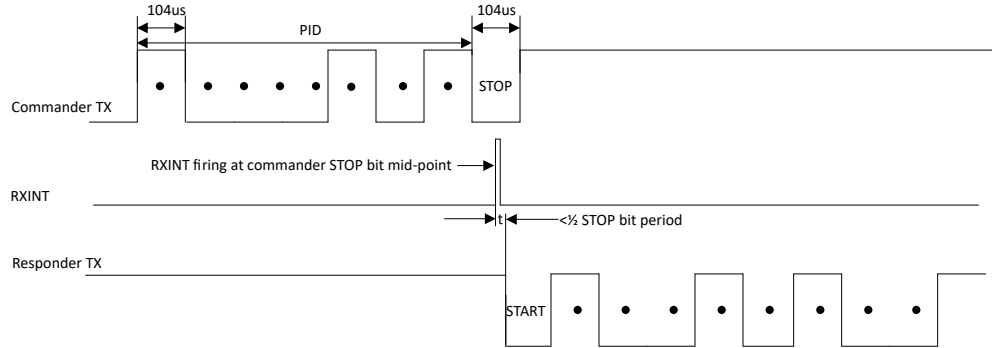 104us
104us
PID
STOP
Commander TX
RXINT firing at commander STOP bit mid-point
RXINT
t
<½ STOP bit period
Responder TX
START